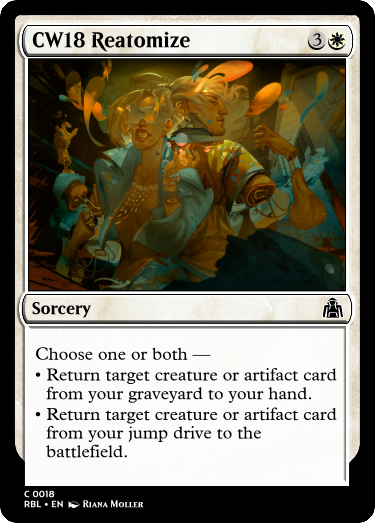 CW18 Reatomize
3
Sorcery
Choose one or both —
• Return target creature or artifact card
from your graveyard to your hand.
• Return target creature or artifact card
from your jump drive to the
battlefield.
C 0018
RBL • EN Riana Moller